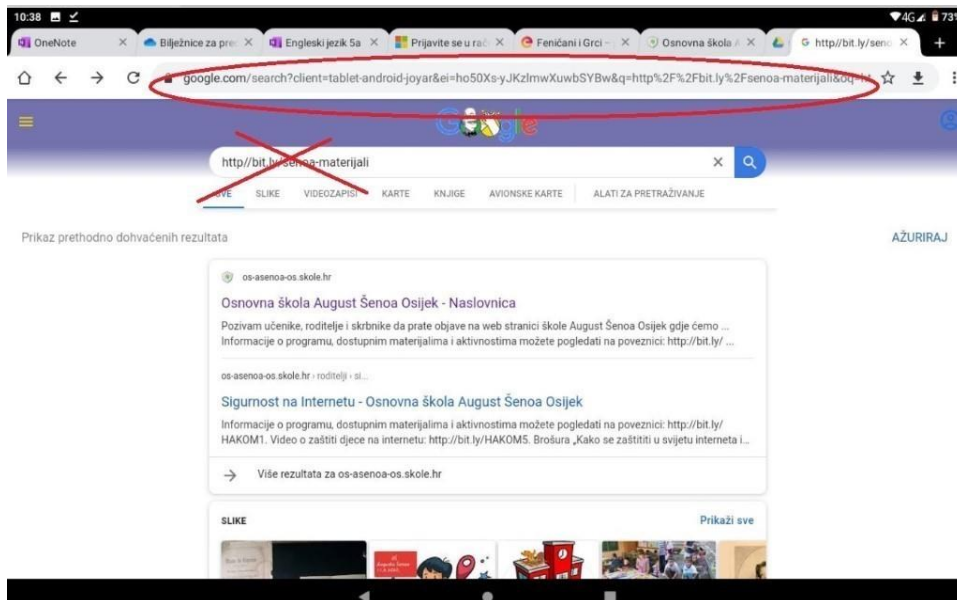 10:38 4G 73%
OneNote Bilježnice za pre Engleski jezik 5a Prijavite se u rač Feničani i Grci – Osnovna škola A http//bit.ly/seno
google.com/search?client=tablet-android-joyar&ei=ho50Xs-yJKzlmwXuwbSYBw&q=http%2F%2Fbit.ly%2Fsenoa-materijali&oq=ht
Google
http//bit.ly/senoa-materijali
SVE SLIKE VIDEOZAPISI KARTE KNJIGE AVIONSKE KARTE ALATI ZA PRETRAŽIVANJE
Prikaz prethodno dohvaćenih rezultata AŽURIRAJ
os-asenoa-os.skole.hr
Osnovna škola August Šenoa Osijek - Naslovnica
Pozivam učenike, roditelje i skrbnike da prate objave na web stranici škole August Šenoa Osijek gdje ćemo ...
Informacije o programu, dostupnim materijalima i aktivnostima možete pogledati na poveznici: http://bit.ly/ ...
os-asenoa-os.skole.hr › roditelji › si...
Sigurnost na Internetu - Osnovna škola August Šenoa Osijek
Informacije o programu, dostupnim materijalima i aktivnostima možete pogledati na poveznici: http://bit.ly/
HAKOM1. Video o zaštiti djece na internetu: http://bit.ly/HAKOM5. Brošura „Kako se zaštititi u svijetu interneta i...
Više rezultata za os-asenoa-os.skole.hr
SLIKE Prikaži sve